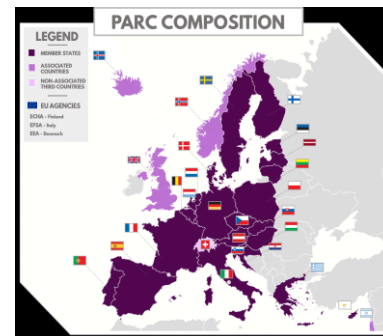 PARC COMPOSITION
LEGEND
MEMBER STATES
ASSOCIATED
COUNTRIES
NON-ASSOCIATED
THIRD COUNTRIES
EU AGENCIES
ECHA - Finland
EFSA - Italy
EEA - Denmark